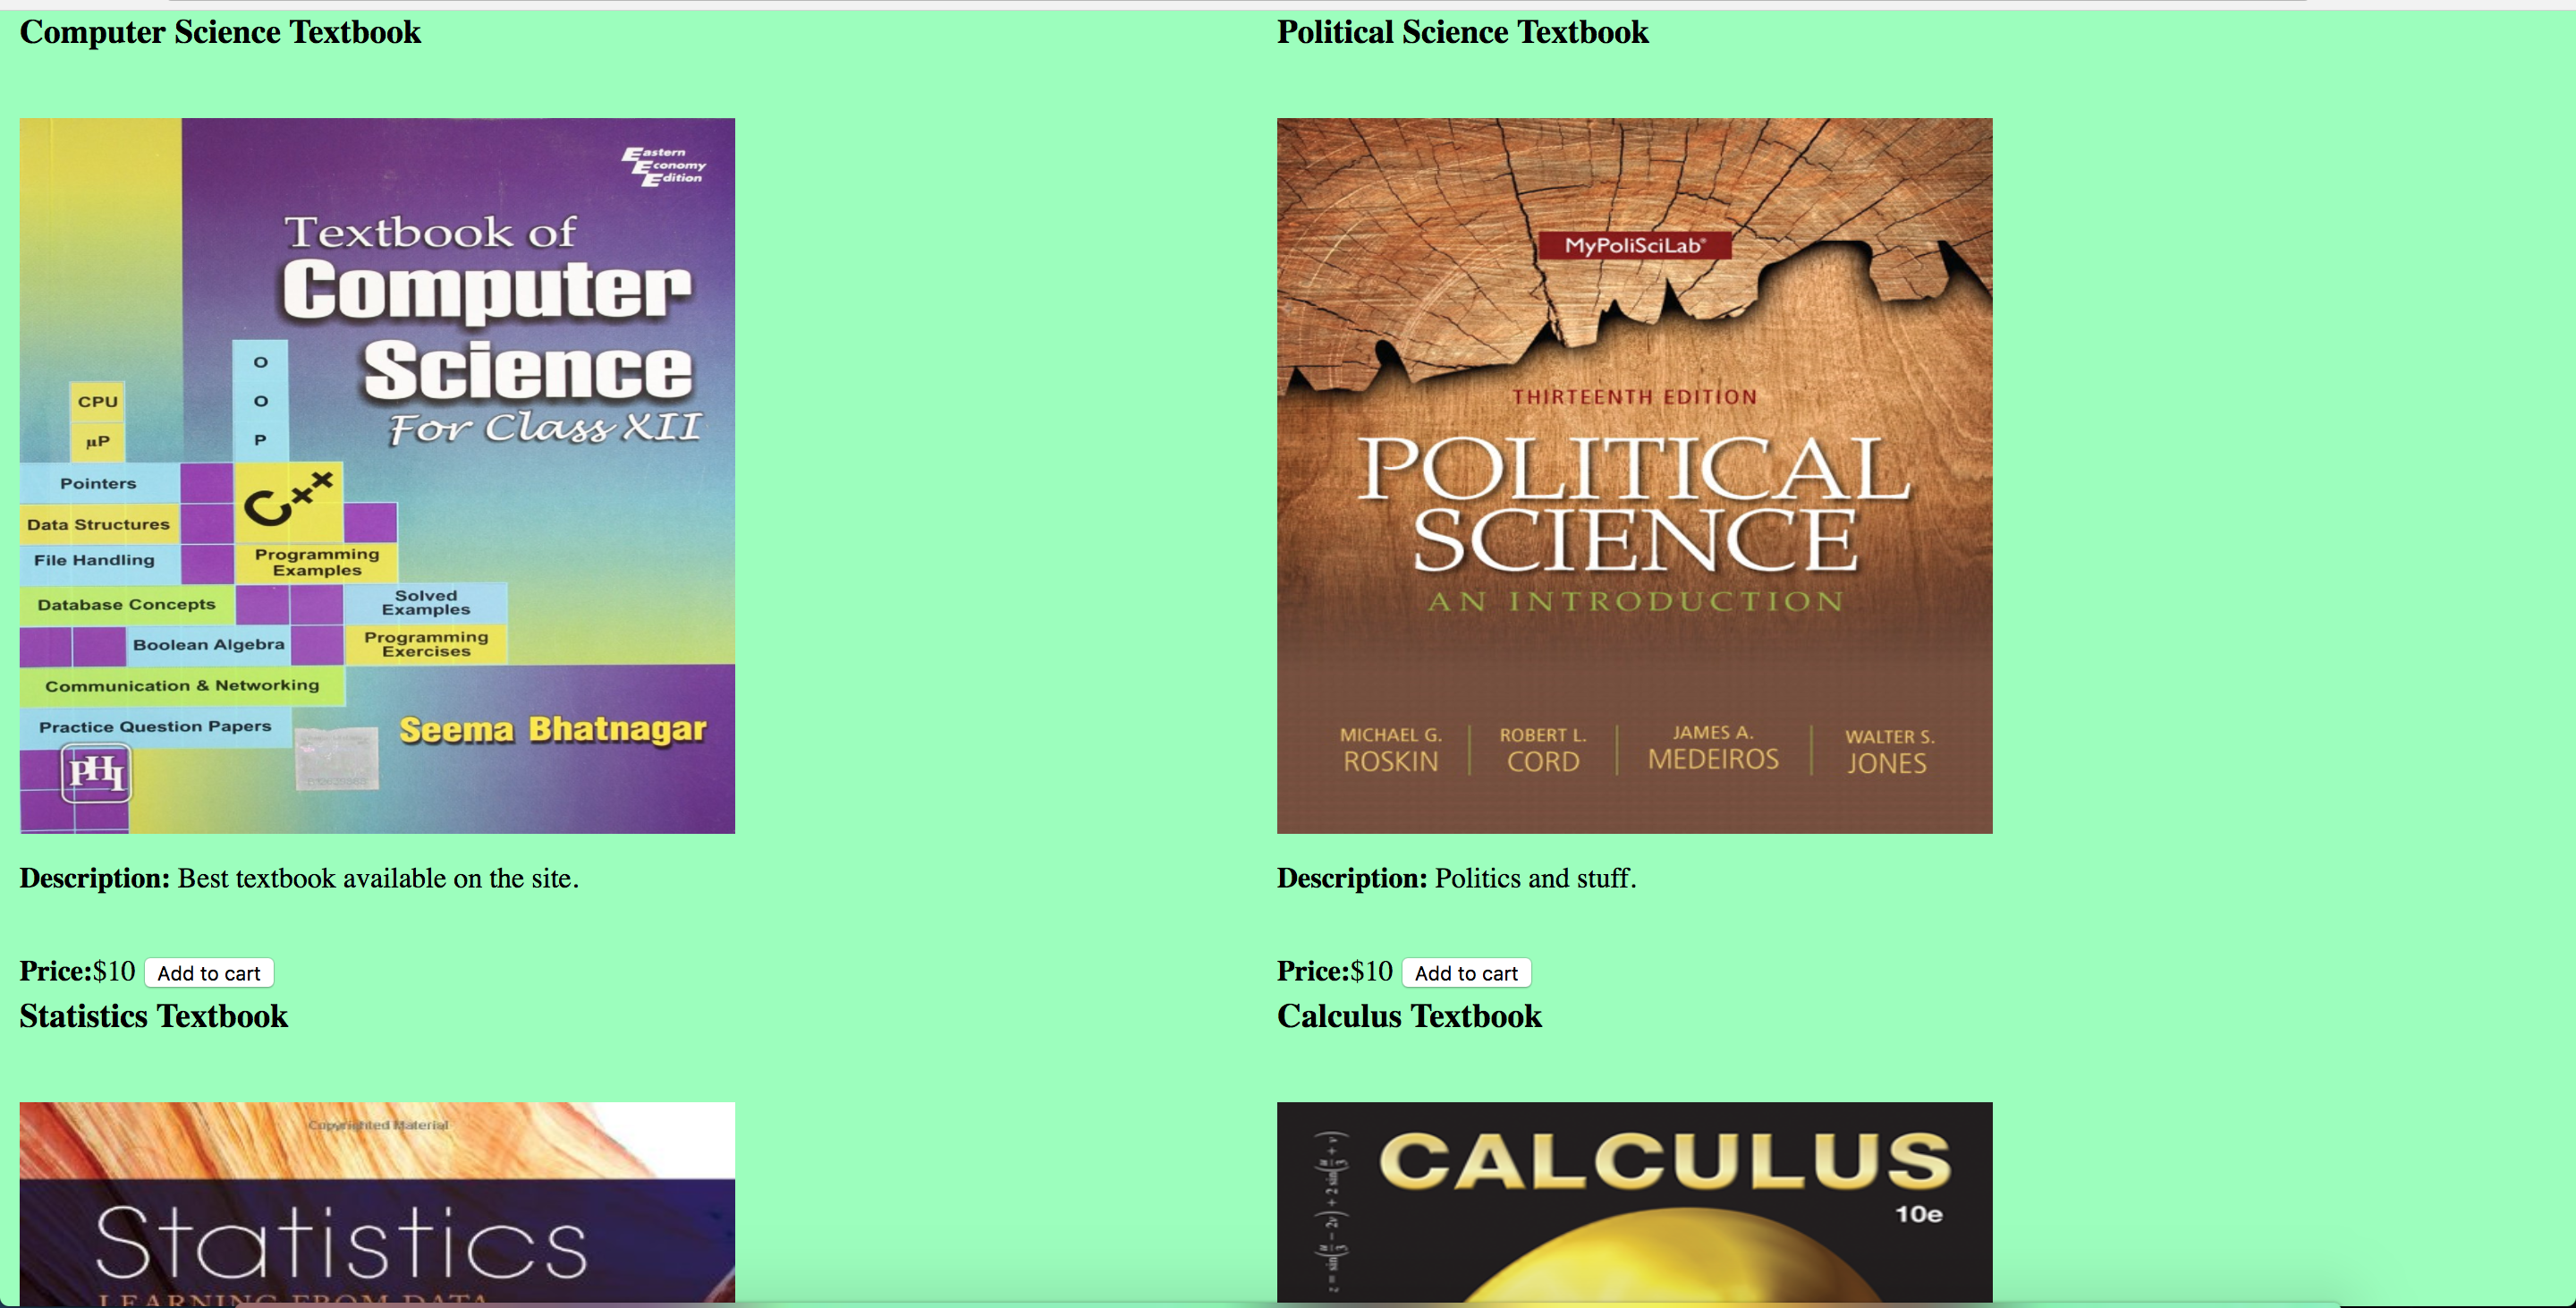 Computer Science Textbook
Eastern
Economy
Edition
Textbook of
Computer
Science
For Class XII
O
O
P
CPU
µP
Pointers
C++
Data Structures
File Handling
Programming
Examples
Database Concepts
Solved
Examples
Boolean Algebra
Programming
Exercises
Communication & Networking
Practice Question Papers
Seema Bhatnagar
PHI
Description: Best textbook available on the site.
Price:$10 Add to cart
Political Science Textbook
MyPoliSciLab®
THIRTEENTH EDITION
POLITICAL
SCIENCE
AN INTRODUCTION
MICHAEL G.
ROSKIN
ROBERT L.
CORD
JAMES A.
MEDEIROS
WALTER S.
JONES
Description: Politics and stuff.
Price:$10 Add to cart
Statistics Textbook
Copyrighted Material
Statistics
LEARNING FROM DATA
Calculus Textbook
CALCULUS
10e